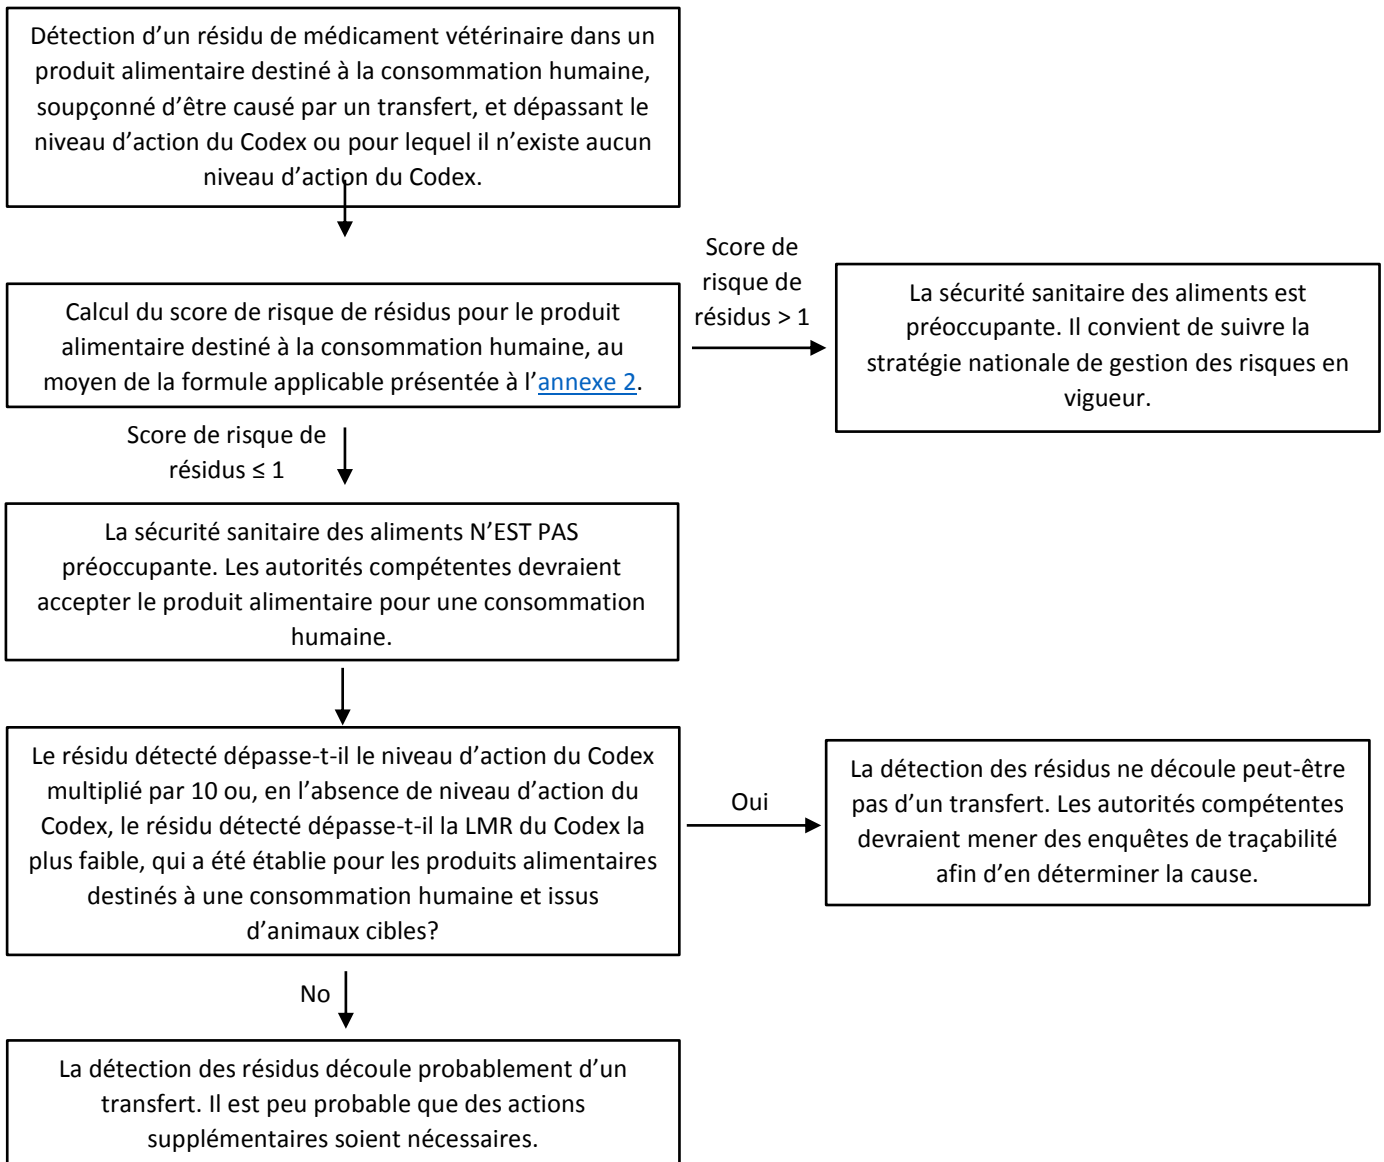 Détection d’un résidu de médicament vétérinaire dans un
produit alimentaire destiné à la consommation humaine,
soupçonné d’être causé par un transfert, et dépassant le
niveau d’action du Codex ou pour lequel il n’existe aucun
niveau d’action du Codex.
Calcul du score de risque de résidus pour le produit
alimentaire destiné à la consommation humaine, au
moyen de la formule applicable présentée à l’annexe 2.
Score de
risque de
résidus > 1
La sécurité sanitaire des aliments est
préoccupante. Il convient de suivre la
stratégie nationale de gestion des risques en
vigueur.
Score de risque de
résidus ≤ 1
La sécurité sanitaire des aliments N’EST PAS
préoccupante. Les autorités compétentes devraient
accepter le produit alimentaire pour une consommation
humaine.
Le résidu détecté dépasse-t-il le niveau d’action du Codex
multiplié par 10 ou, en l’absence de niveau d’action du
Codex, le résidu détecté dépasse-t-il la LMR du Codex la
plus faible, qui a été établie pour les produits alimentaires
destinés à une consommation humaine et issus
d’animaux cibles?
Oui
La détection des résidus ne découle peut-être
pas d’un transfert. Les autorités compétentes
devraient mener des enquêtes de traçabilité
afin d’en déterminer la cause.
No
La détection des résidus découle probablement d’un
transfert. Il est peu probable que des actions
supplémentaires soient nécessaires.